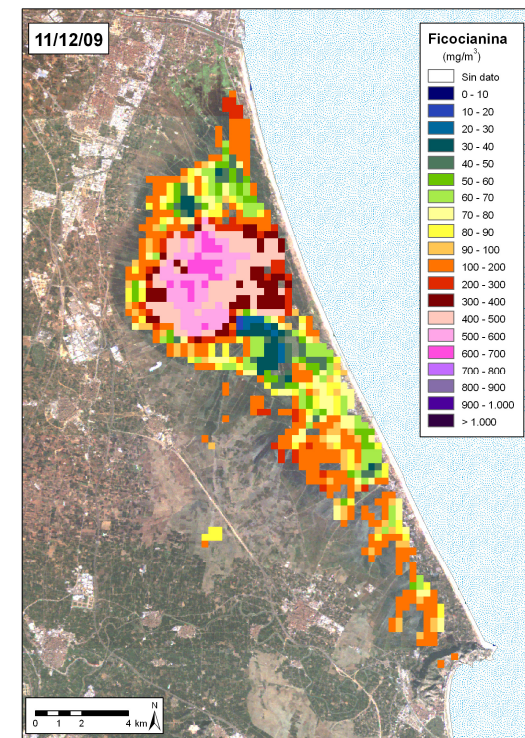 11/12/09
Ficocianina
(mg/m³)
Sin dato
0 - 10
10 - 20
20 - 30
30 - 40
40 - 50
50 - 60
60 - 70
70 - 80
80 - 90
90 - 100
100 - 200
200 - 300
300 - 400
400 - 500
500 - 600
600 - 700
700 - 800
800 - 900
900 - 1.000
> 1.000
N
0 1 2 4 km